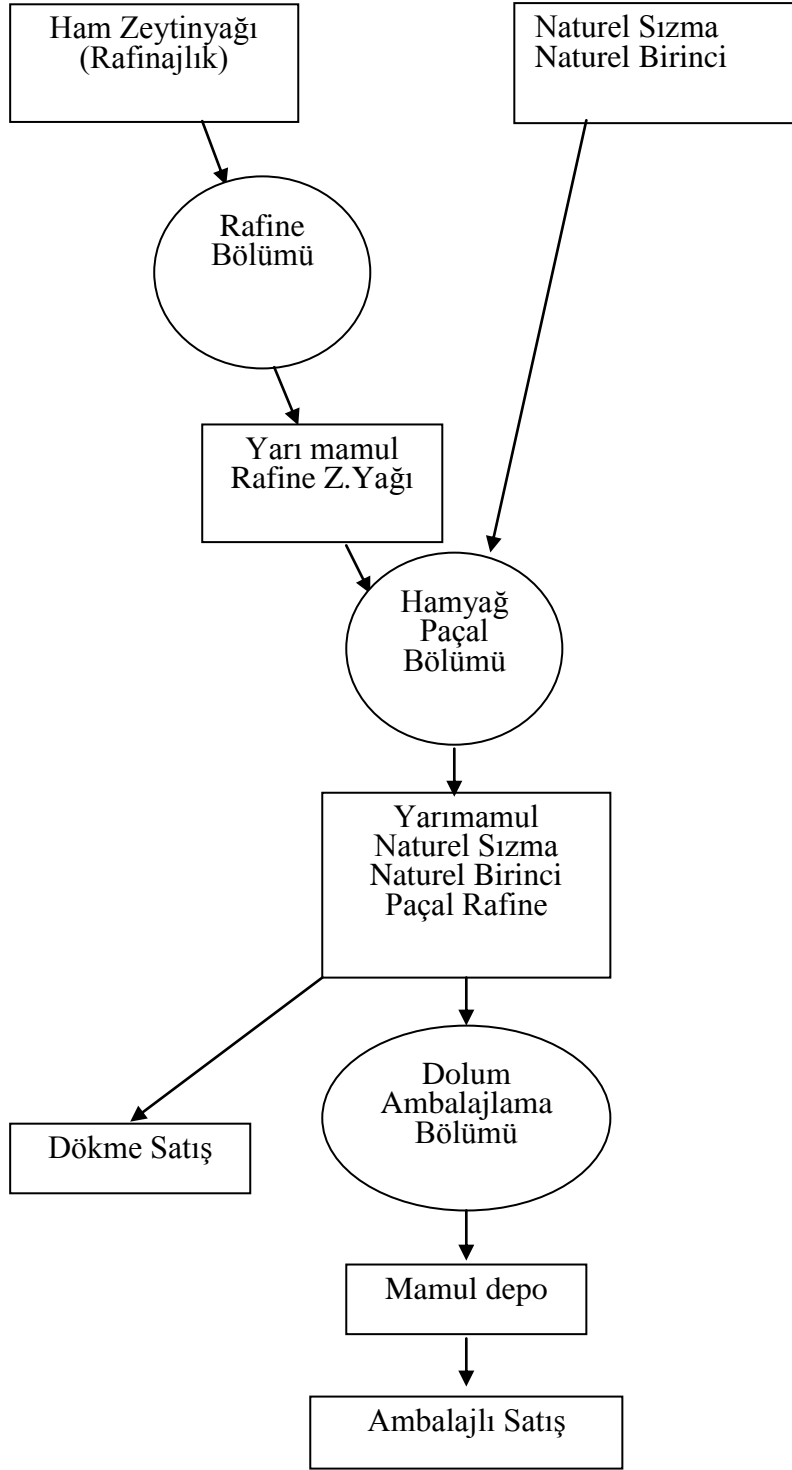 Ham Zeytinyağı
(Rafinajlık)
Naturel Sızma
Naturel Birinci
Rafine
Bölümü
Yarı mamul
Rafine Z.Yağı
Hamyağ
Paçal
Bölümü
Yarımamul
Naturel Sızma
Naturel Birinci
Paçal Rafine
Dolum
Ambalajlama
Bölümü
Dökme Satış
Mamul depo
Ambalajlı Satış